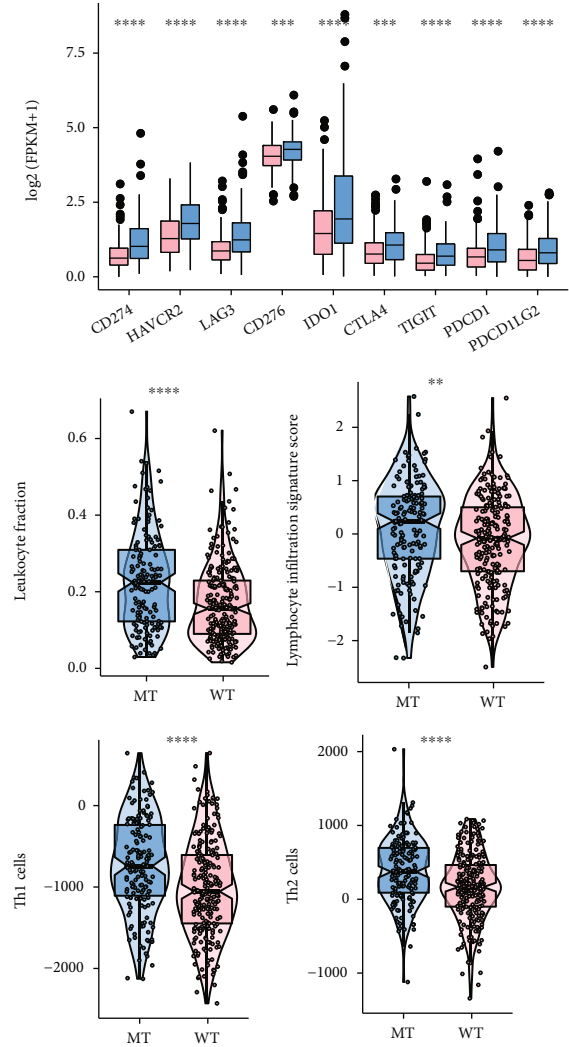 log2 (FPKM+1)
7.5
5.0
2.5
0.0
**** **** **** *** **** *** **** **** ****
CD274 HAVCR2 LAG3 CD276 IDO1 CTLA4 TIGIT PDCD1 PDCD1LG2
Leukocyte fraction
0.6
0.4
0.2
0.0
****
MT WT
Lymphocyte infiltration signature score
2
1
0
−1
−2
**
MT WT
Th1 cells
0
−1000
−2000
****
MT WT
Th2 cells
2000
1000
0
−1000
****
MT WT